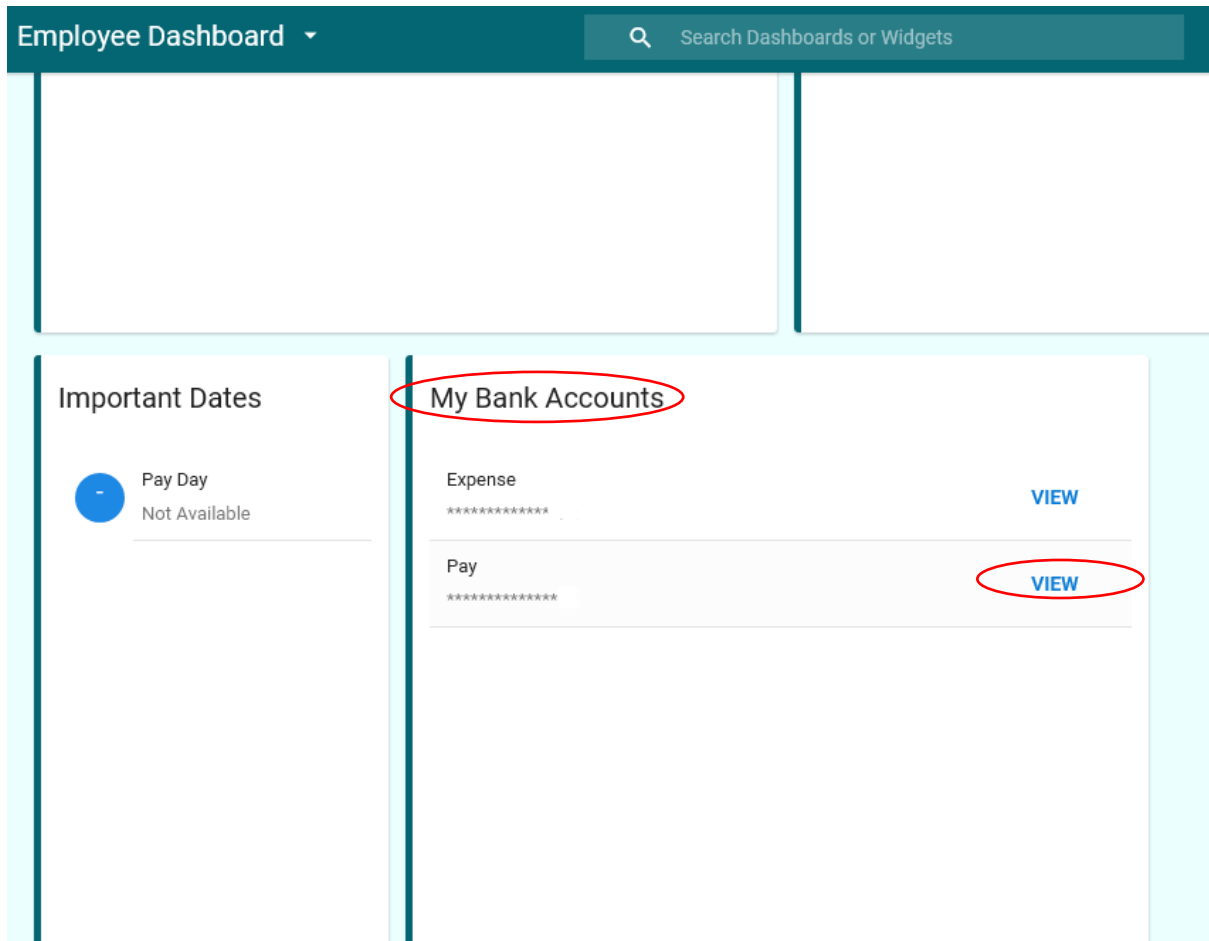 Employee Dashboard
Search Dashboards or Widgets
Important Dates
-
Pay Day
Not Available
My Bank Accounts
Expense
*************
VIEW
Pay
**************
VIEW